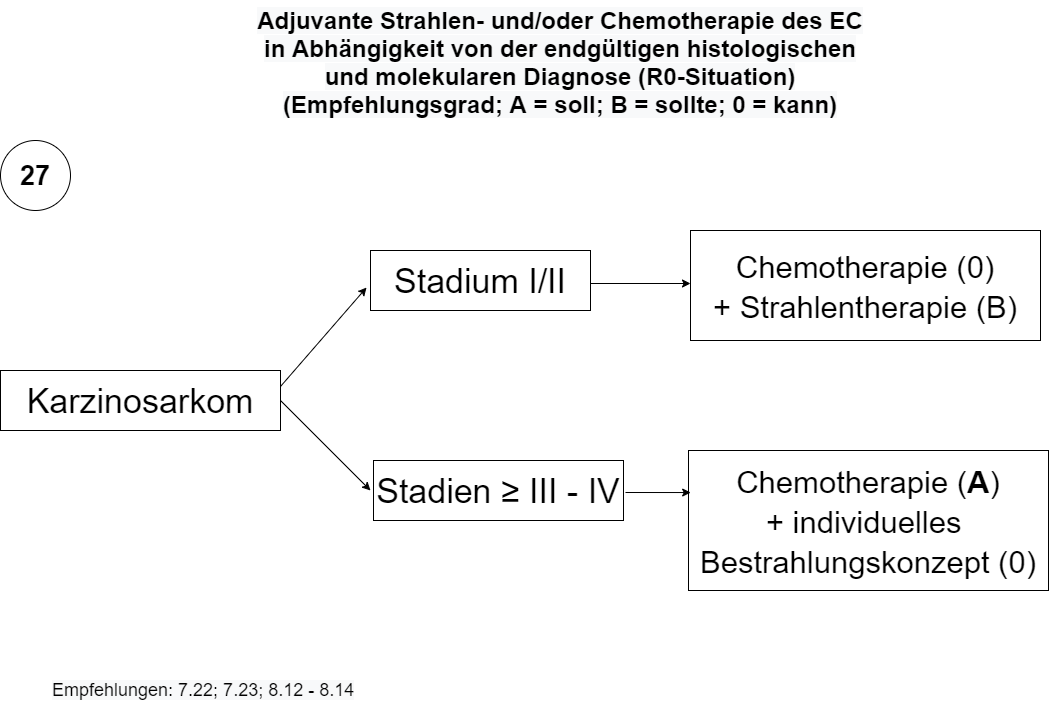 Adjuvante Strahlen- und/oder Chemotherapie des EC
in Abhängigkeit von der endgültigen histologischen
und molekularen Diagnose (R0-Situation)
(Empfehlungsgrad; A = soll; B = sollte; 0 = kann)
27
Stadium I/II
Chemotherapie (0)
+ Strahlentherapie (B)
Karzinosarkom
Stadien ≥ III - IV
Chemotherapie (A)
+ individuelles
Bestrahlungskonzept (0)
Empfehlungen: 7.22; 7.23; 8.12 - 8.14